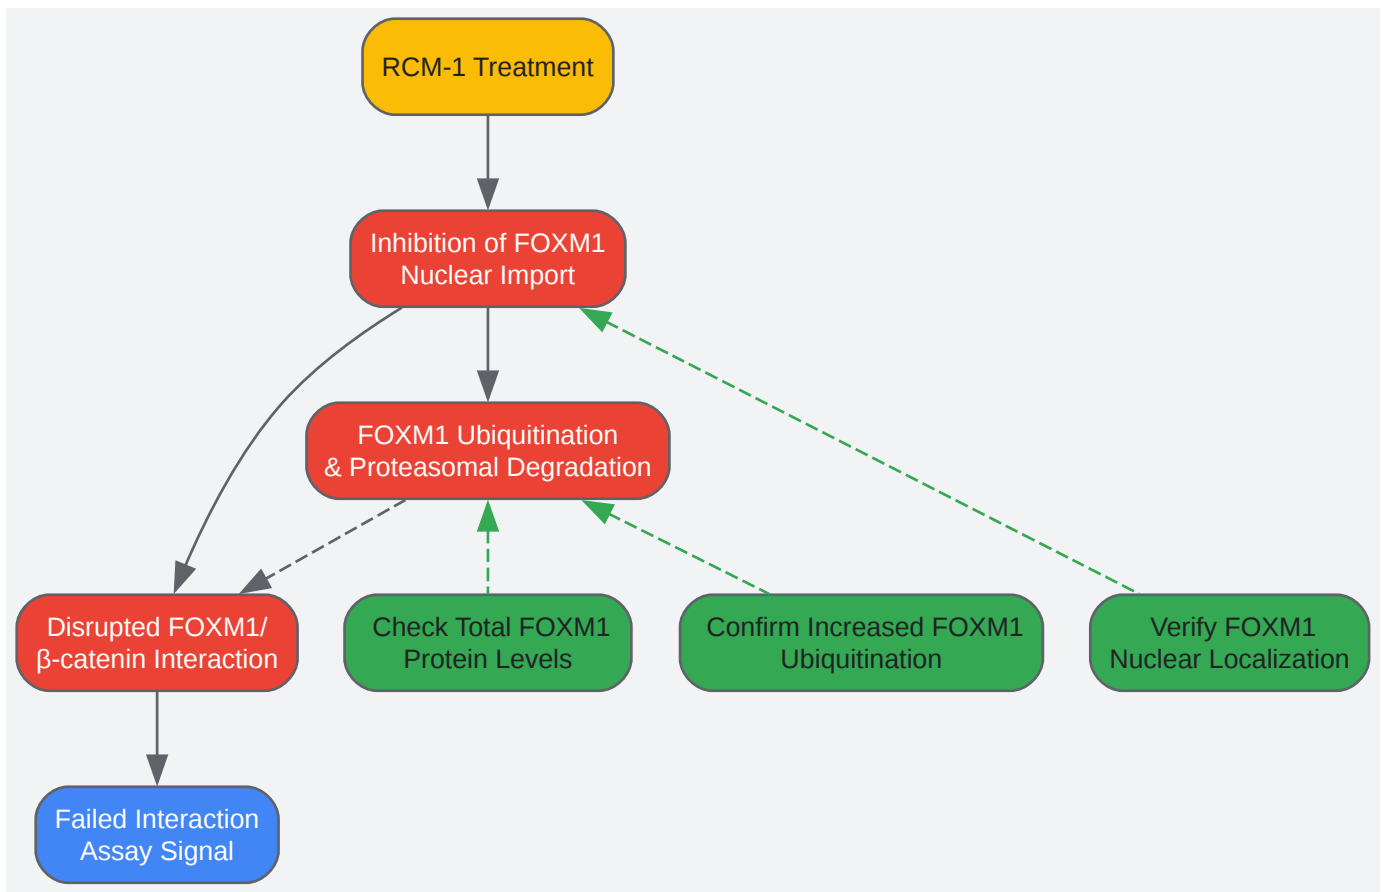 RCM-1 Treatment
Inhibition of FOXM1
Nuclear Import
FOXM1 Ubiquitination
& Proteasomal Degradation
Disrupted FOXM1/
β-catenin Interaction
Check Total FOXM1
Protein Levels
Confirm Increased FOXM1
Ubiquitination
Verify FOXM1
Nuclear Localization
Failed Interaction
Assay Signal